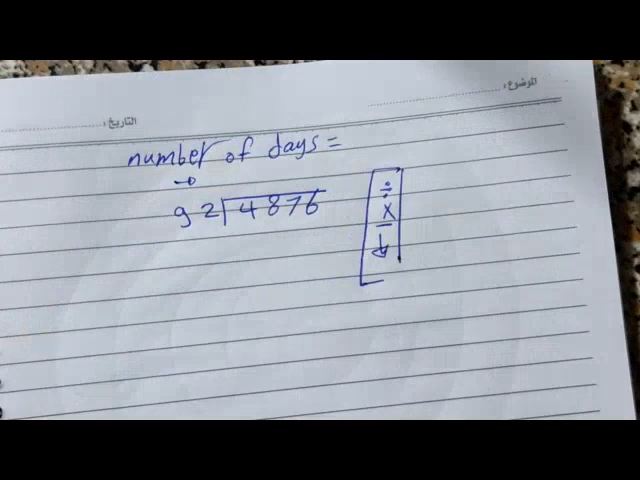 الموضوع:
التاريخ:
number of days =
92 4876
÷
×
−
↓